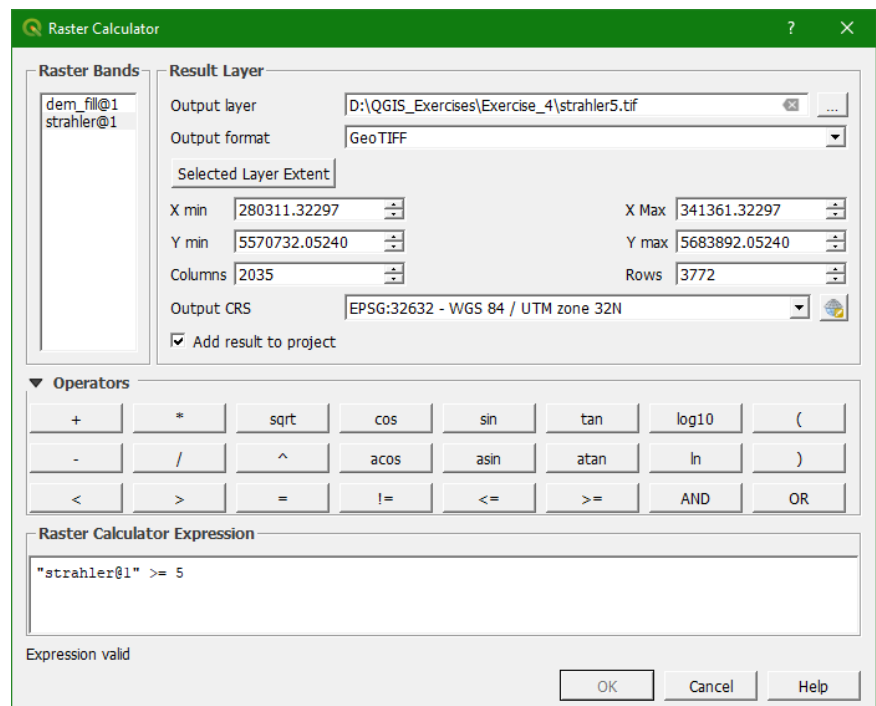 Raster Calculator ? ×
Raster Bands
dem_fill@1
strahler@1
Result Layer
Output layer D:\QGIS_Exercises\Exercise_4\strahler5.tif ...
Output format GeoTIFF
Selected Layer Extent
X min 280311.32297 X Max 341361.32297
Y min 5570732.05240 Y max 5683892.05240
Columns 2035 Rows 3772
Output CRS EPSG:32632 - WGS 84 / UTM zone 32N
Add result to project
Operators
+ * sqrt cos sin tan log10 (
- / ^ acos asin atan ln )
< > = != <= >= AND OR
Raster Calculator Expression
"strahler@1" >= 5
Expression valid
OK Cancel Help